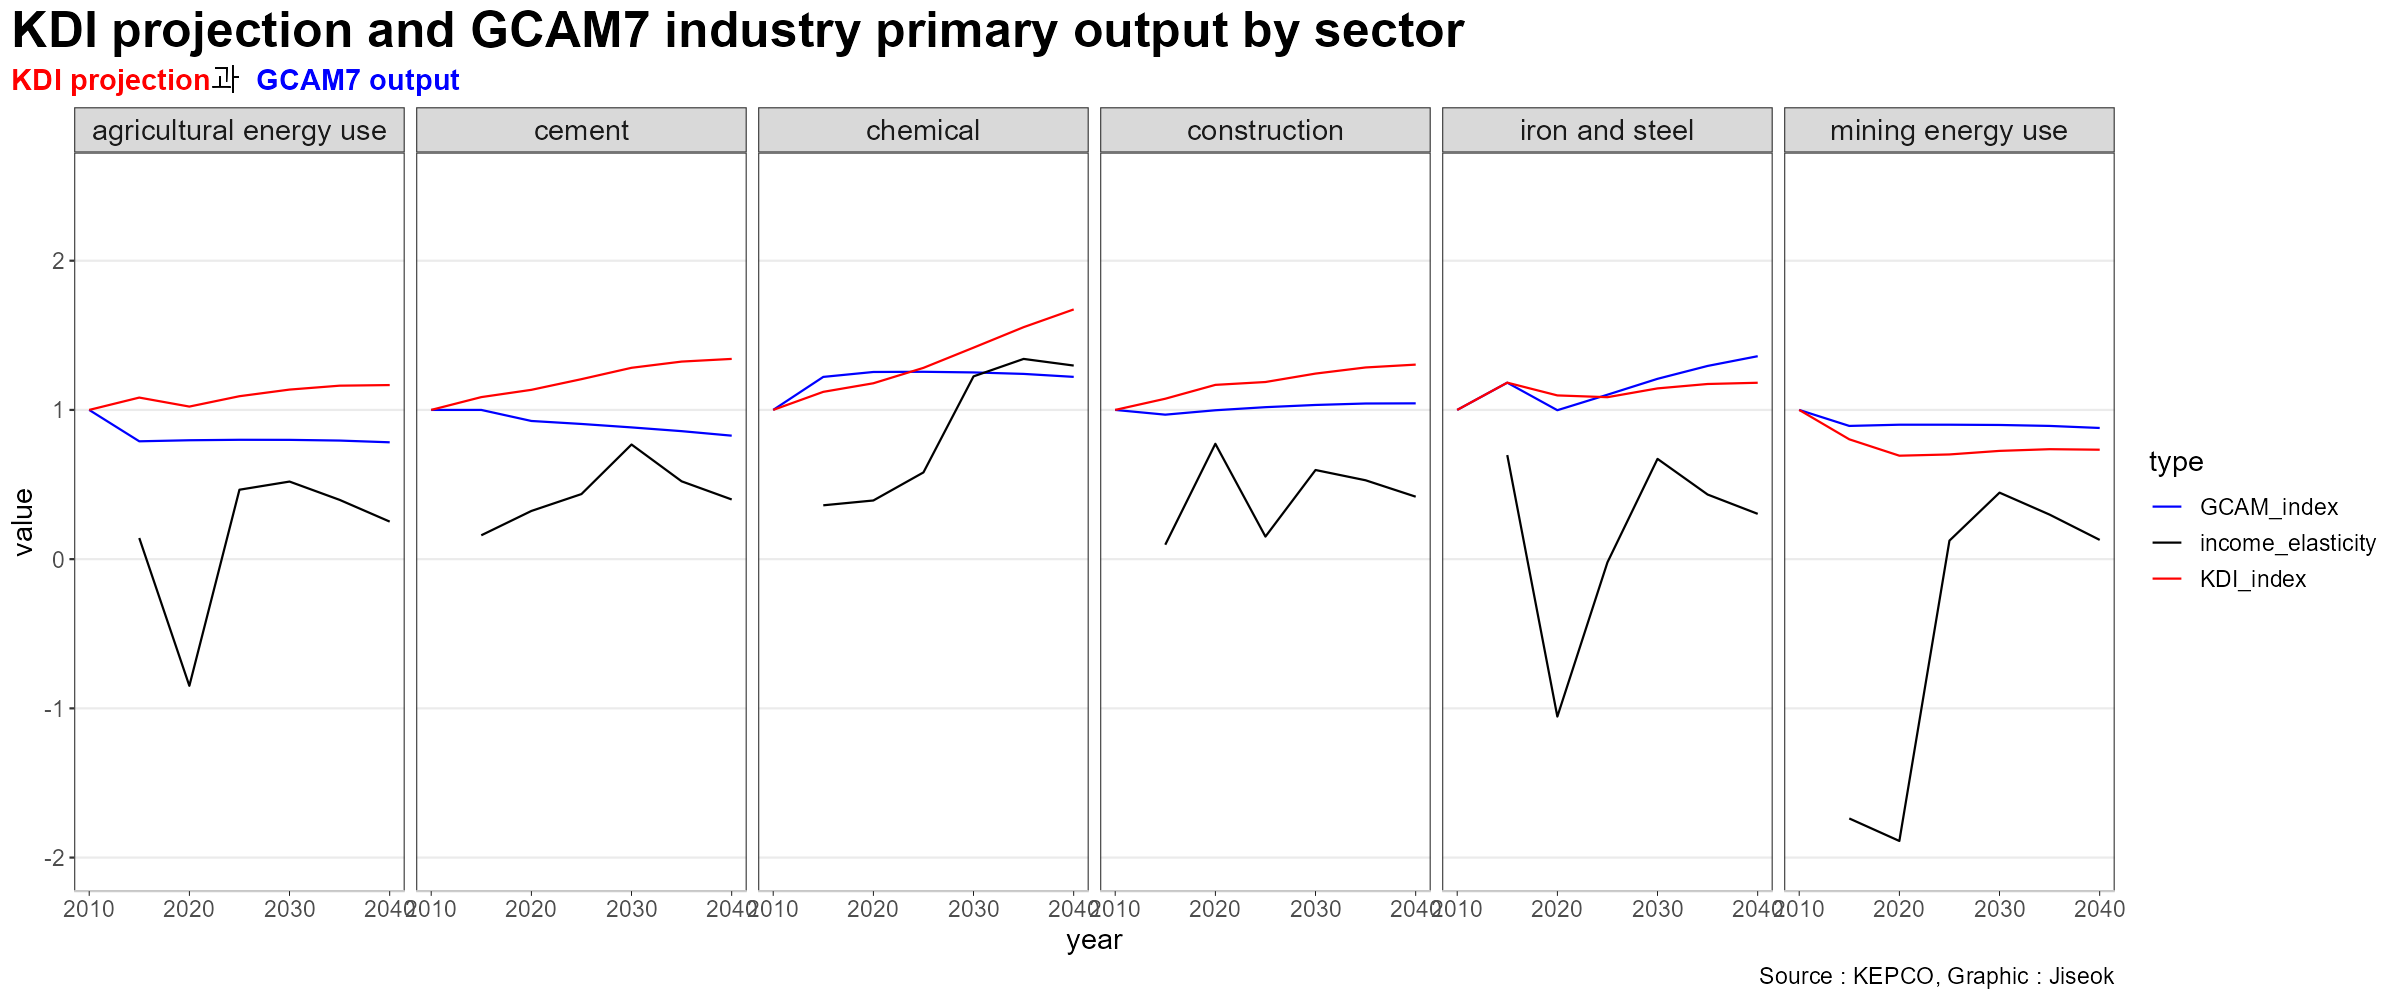 KDI projection and GCAM7 industry primary output by sector
KDI projection과 GCAM7 output
agricultural energy use cement chemical construction iron and steel mining energy use
2
1
0
-1
-2
value
2010 2020 2030 2040 2010 2020 2030 2040 2010 2020 2030 2040 2010 2020 2030 2040 2010 2020 2030 2040 2010 2020 2030 2040
year
type
GCAM_index
income_elasticity
KDI_index
Source : KEPCO, Graphic : Jiseok